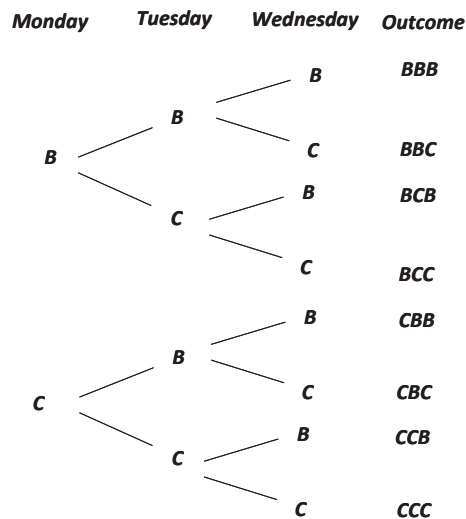 Monday Tuesday Wednesday Outcome
B BBB
B
C BBC
B
B BCB
C
C BCC
B CBB
B
C CBC
C
B CCB
C
C CCC